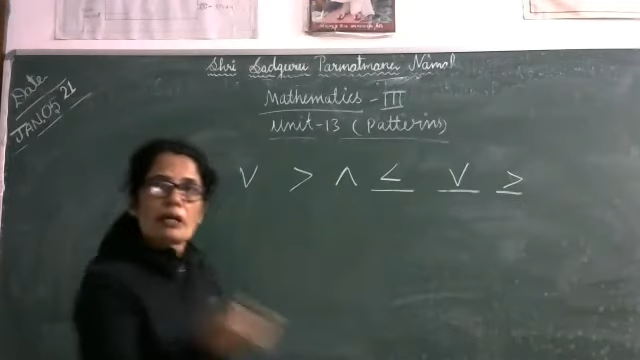 Date
JAN.05 21
Shri Sadguru Parmatmane Namah
Mathematics - III
Unit-13 (Patterns)
V > ∧ < V >